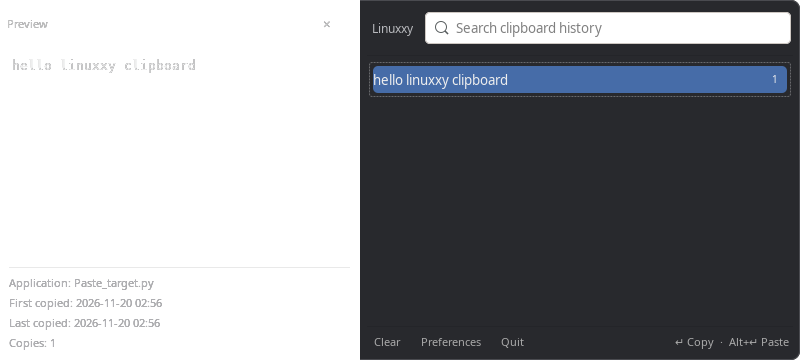 Preview ×
hello linuxxy clipboard
Application: Paste_target.py
First copied: 2026-11-20 02:56
Last copied: 2026-11-20 02:56
Copies: 1
Linuxxy Search clipboard history
hello linuxxy clipboard 1
Clear Preferences Quit ↵ Copy · Alt+↵ Paste